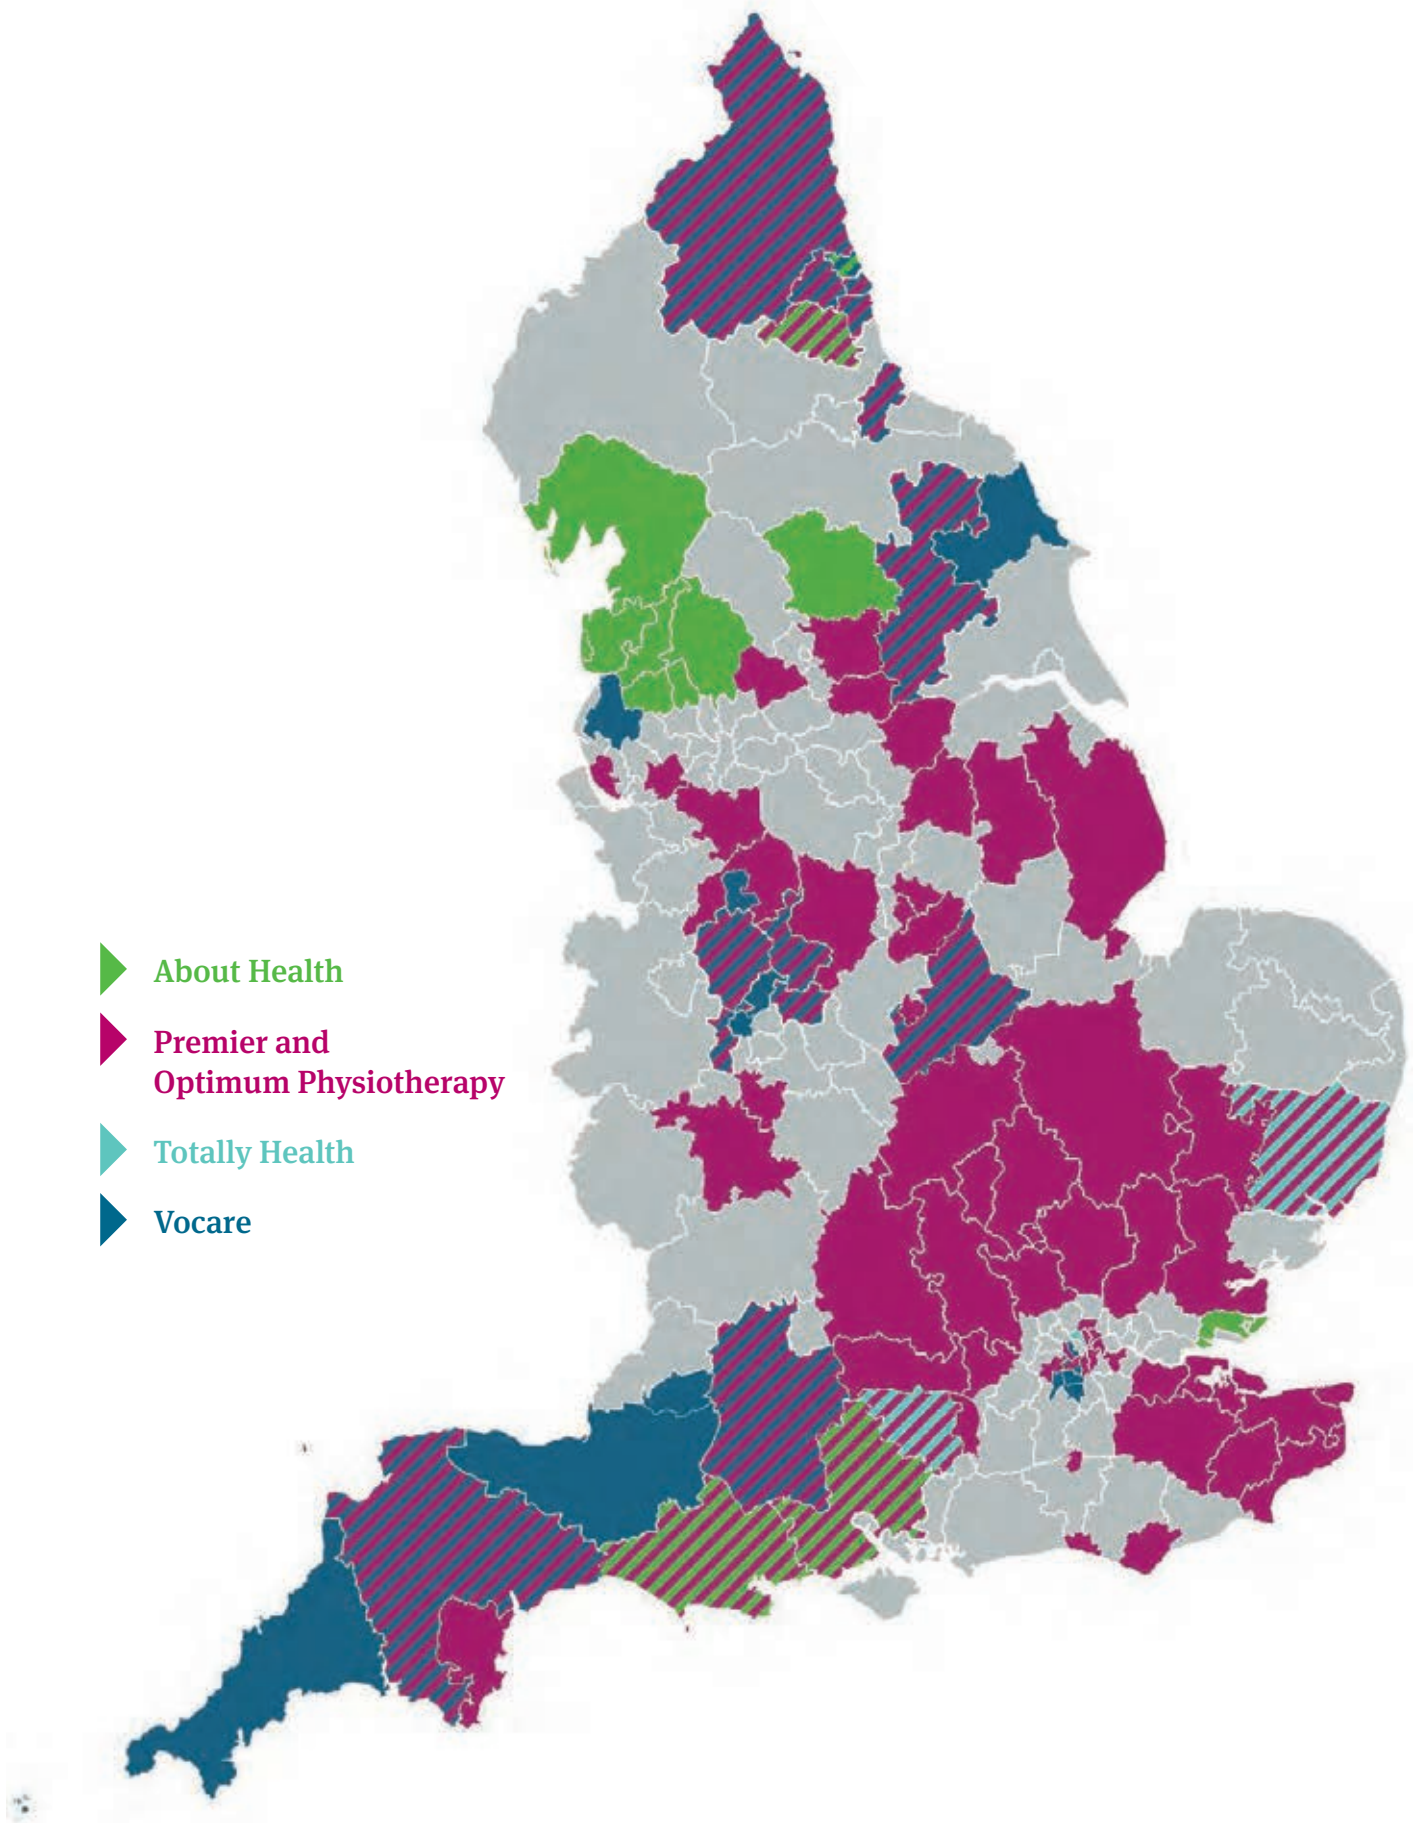 About Health
Premier and
Optimum Physiotherapy
Totally Health
Vocare